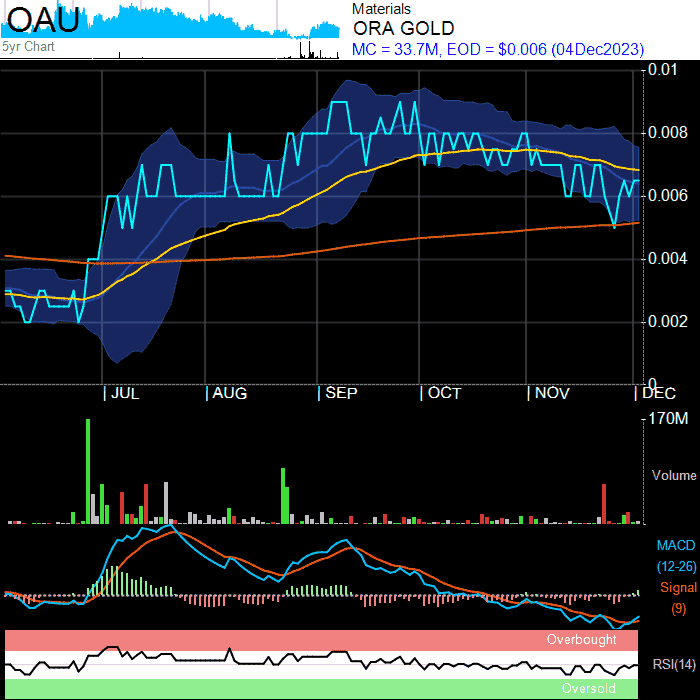 OAU
5yr Chart
Materials
ORA GOLD
MC = 33.7M, EOD = $0.006 (04Dec2023)
0.01
0.008
0.006
0.004
0.002
0
JUL AUG SEP OCT NOV DEC
170M
Volume
MACD
(12-26)
Signal
(9)
Overbought
RSI(14)
Oversold